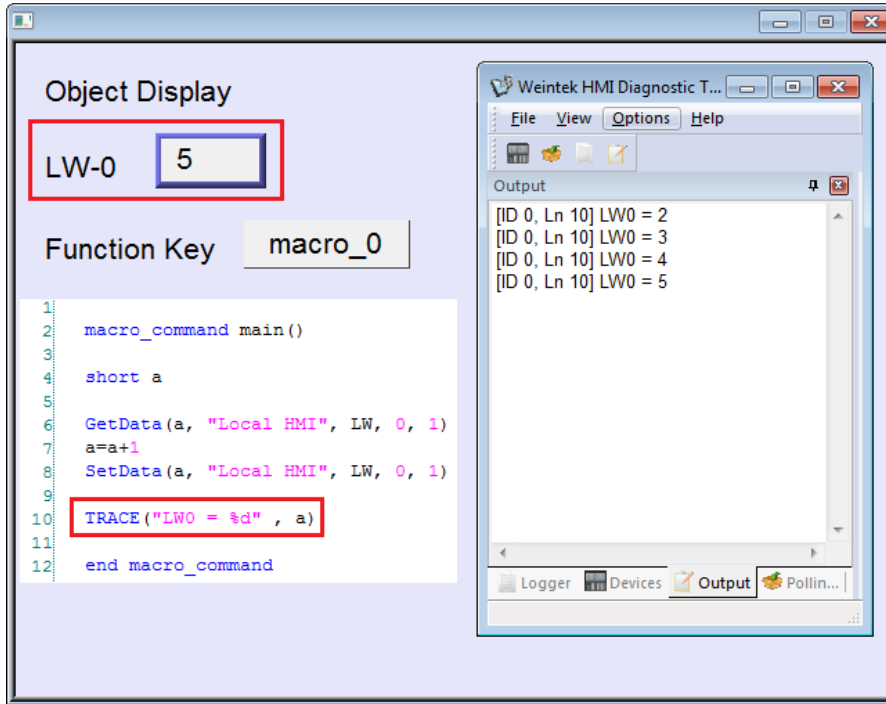 Object Display
LW-0 5
Function Key macro_0
1
2 macro_command main()
3
4 short a
5
6 GetData(a, "Local HMI", LW, 0, 1)
7 a=a+1
8 SetData(a, "Local HMI", LW, 0, 1)
9
10 TRACE("LW0 = %d" , a)
11
12 end macro_command
Weintek HMI Diagnostic T...
File View Options Help
Output
[ID 0, Ln 10] LW0 = 2
[ID 0, Ln 10] LW0 = 3
[ID 0, Ln 10] LW0 = 4
[ID 0, Ln 10] LW0 = 5
Logger Devices Output Pollin...